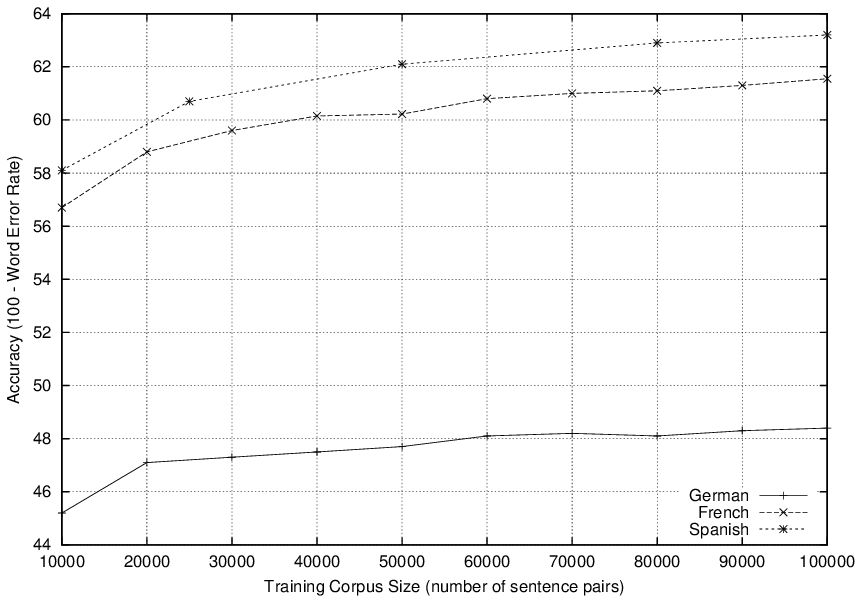 64
62
60
58
56
54
52
50
48
46
44
Accuracy (100 - Word Error Rate)
German
French
Spanish
10000 20000 30000 40000 50000 60000 70000 80000 90000 100000
Training Corpus Size (number of sentence pairs)